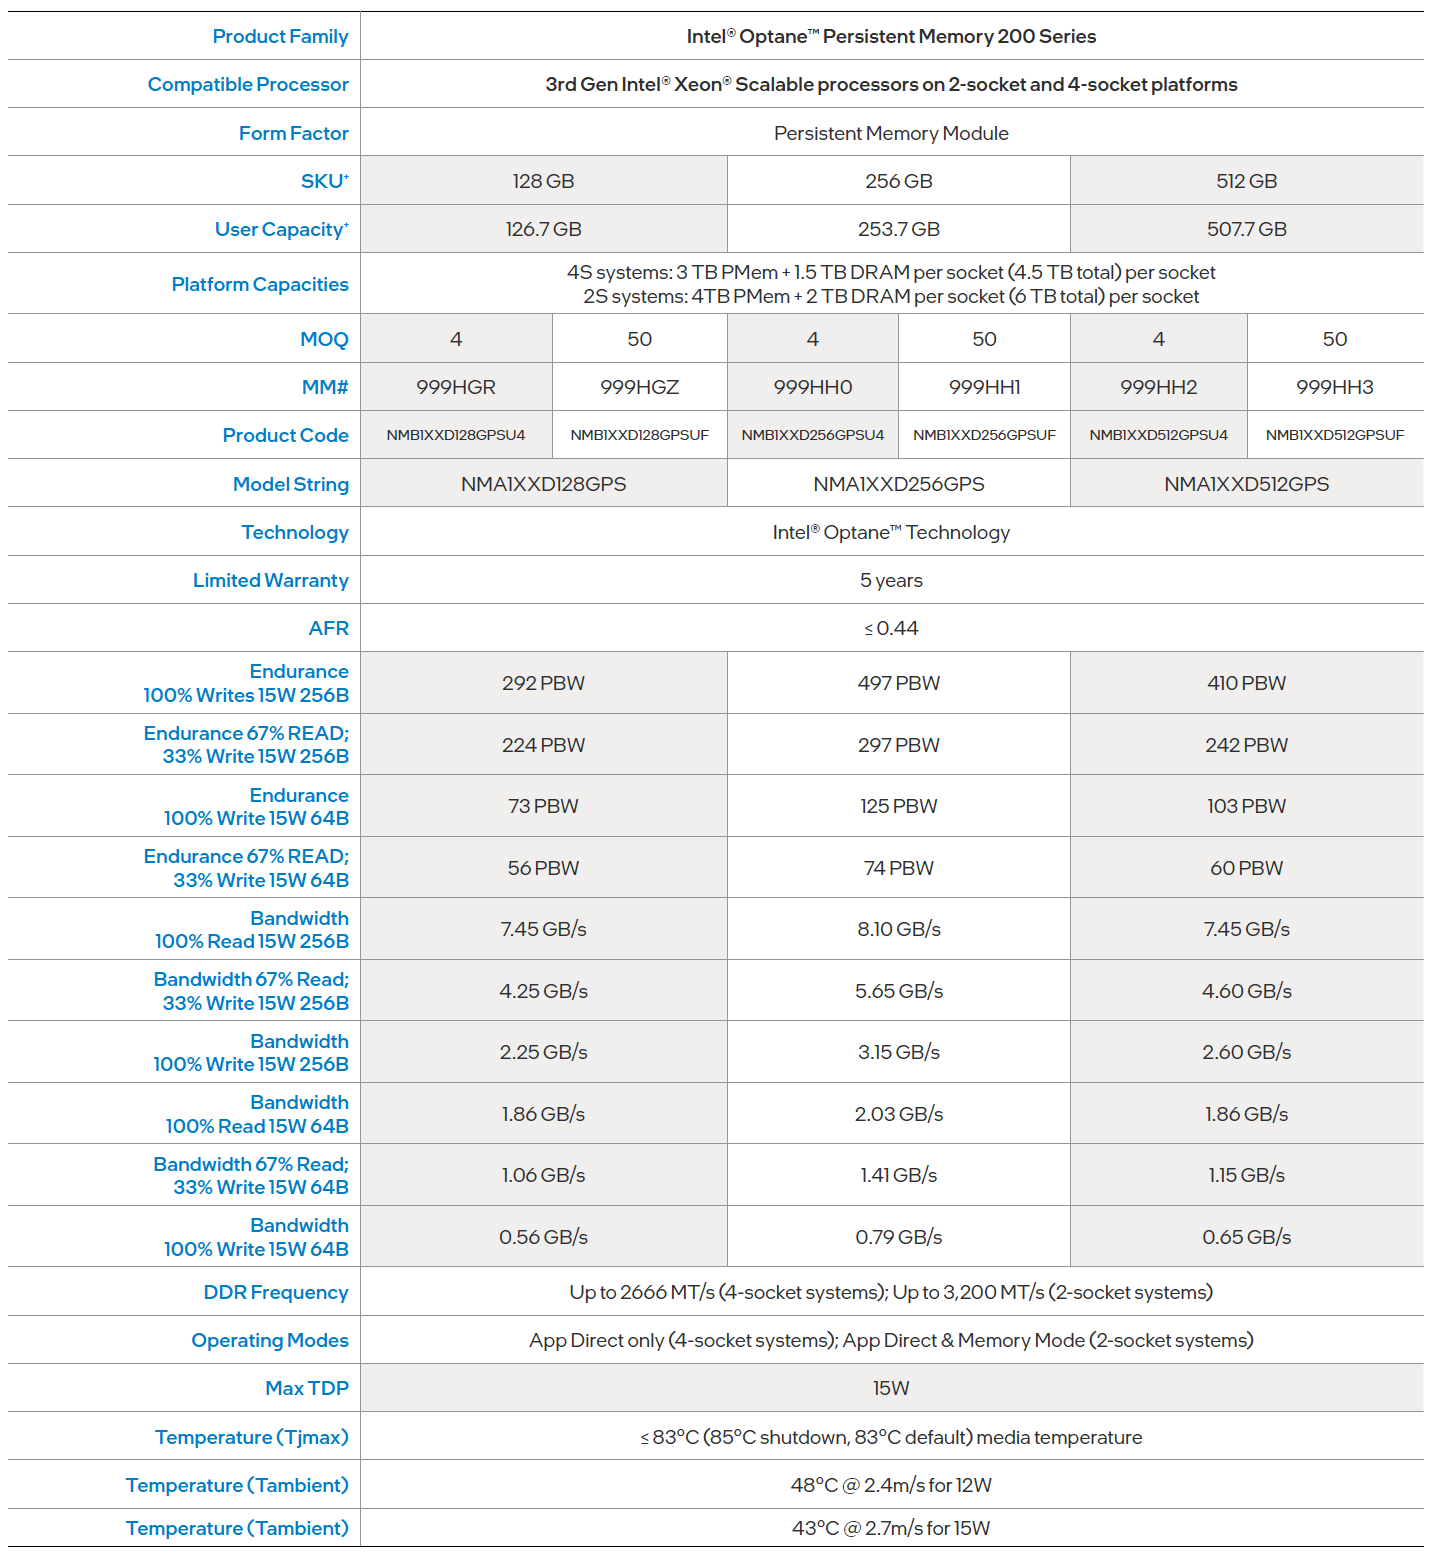 Product Family Intel® Optane™ Persistent Memory 200 Series
Compatible Processor 3rd Gen Intel® Xeon® Scalable processors on 2-socket and 4-socket platforms
Form Factor Persistent Memory Module
SKU+ 128 GB 256 GB 512 GB
User Capacity+ 126.7 GB 253.7 GB 507.7 GB
Platform Capacities
4S systems: 3 TB PMem + 1.5 TB DRAM per socket (4.5 TB total) per socket
2S systems: 4TB PMem + 2 TB DRAM per socket (6 TB total) per socket
MOQ 4 50 4 50 4 50
MM# 999HGR 999HGZ 999HH0 999HH1 999HH2 999HH3
Product Code NMB1XXD128GPSU4 NMB1XXD128GPSUF NMB1XXD256GPSU4 NMB1XXD256GPSUF NMB1XXD512GPSU4 NMB1XXD512GPSUF
Model String NMA1XXD128GPS NMA1XXD256GPS NMA1XXD512GPS
Technology Intel® Optane™ Technology
Limited Warranty 5 years
AFR ≤ 0.44
Endurance
100% Writes 15W 256B
292 PBW 497 PBW 410 PBW
Endurance 67% READ;
33% Write 15W 256B
224 PBW 297 PBW 242 PBW
Endurance
100% Write 15W 64B
73 PBW 125 PBW 103 PBW
Endurance 67% READ;
33% Write 15W 64B
56 PBW 74 PBW 60 PBW
Bandwidth
100% Read 15W 256B
7.45 GB/s 8.10 GB/s 7.45 GB/s
Bandwidth 67% Read;
33% Write 15W 256B
4.25 GB/s 5.65 GB/s 4.60 GB/s
Bandwidth
100% Write 15W 256B
2.25 GB/s 3.15 GB/s 2.60 GB/s
Bandwidth
100% Read 15W 64B
1.86 GB/s 2.03 GB/s 1.86 GB/s
Bandwidth 67% Read;
33% Write 15W 64B
1.06 GB/s 1.41 GB/s 1.15 GB/s
Bandwidth
100% Write 15W 64B
0.56 GB/s 0.79 GB/s 0.65 GB/s
DDR Frequency Up to 2666 MT/s (4-socket systems); Up to 3,200 MT/s (2-socket systems)
Operating Modes App Direct only (4-socket systems); App Direct & Memory Mode (2-socket systems)
Max TDP 15W
Temperature (Tjmax) ≤ 83°C (85°C shutdown, 83°C default) media temperature
Temperature (Tambient) 48°C @ 2.4m/s for 12W
Temperature (Tambient) 43°C @ 2.7m/s for 15W